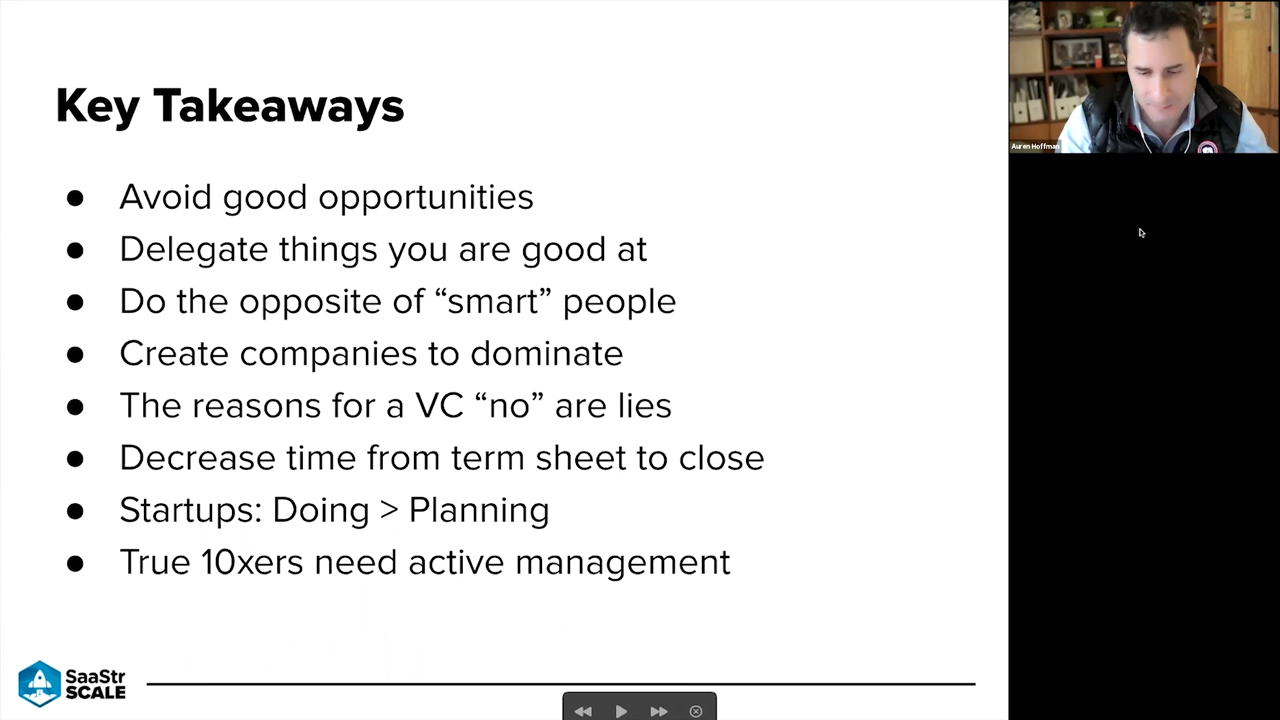 Key Takeaways
● Avoid good opportunities
● Delegate things you are good at
● Do the opposite of “smart” people
● Create companies to dominate
● The reasons for a VC “no” are lies
● Decrease time from term sheet to close
● Startups: Doing > Planning
● True 10xers need active management
SaaStr
SCALE
Auren Hoffman